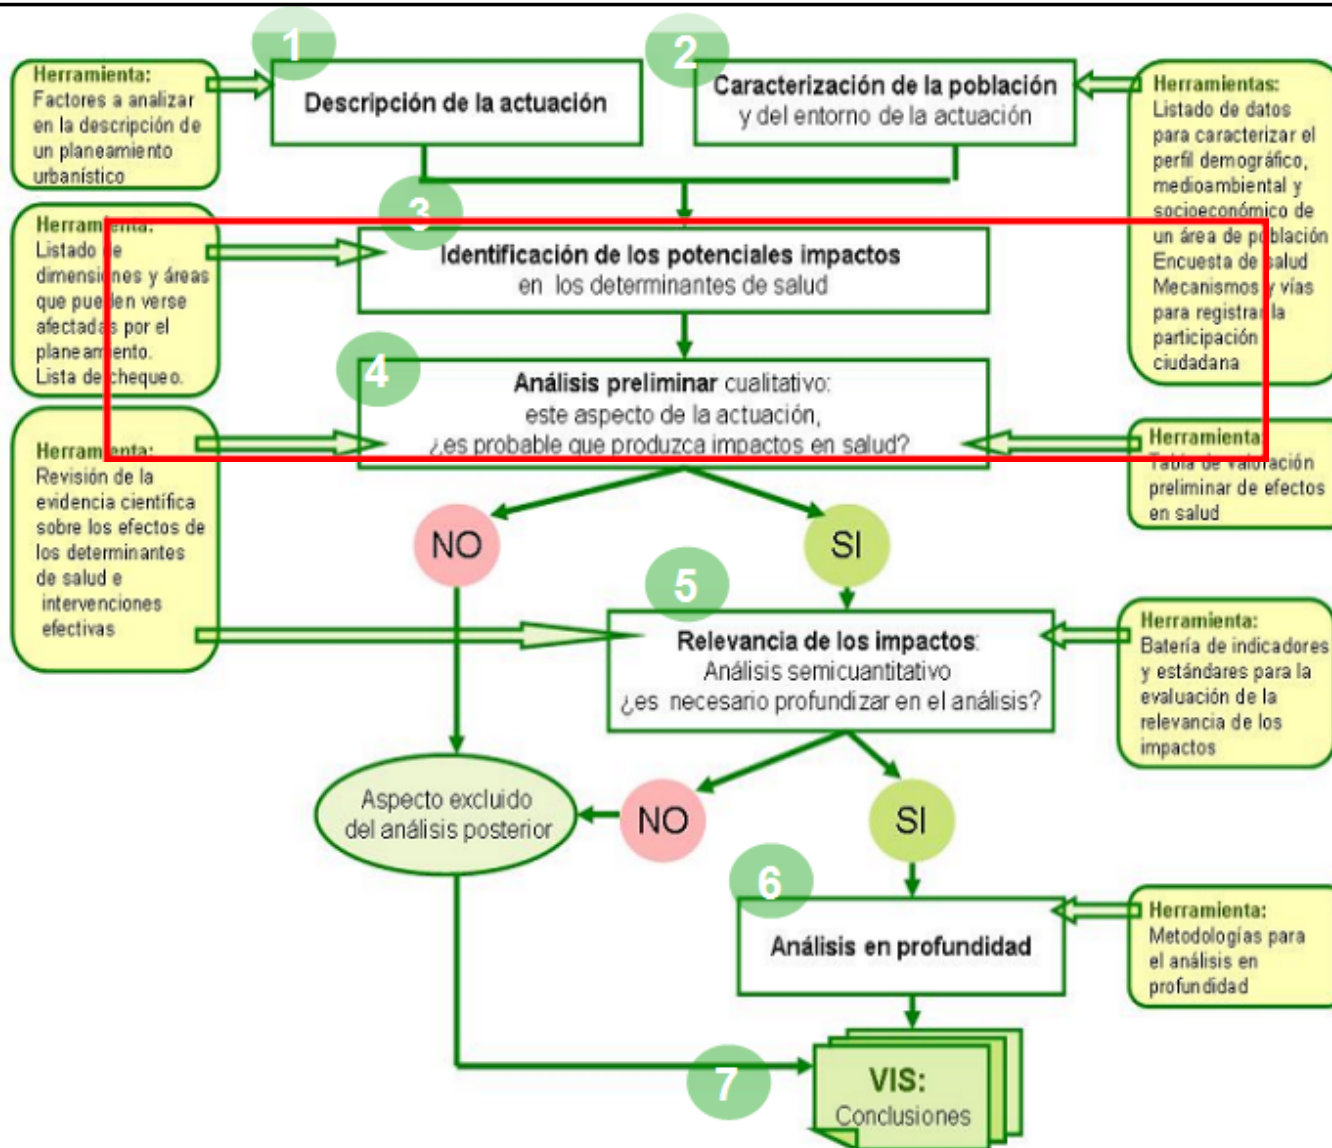 1
Descripción de la actuación
2
Caracterización de la población
y del entorno de la actuación
Herramienta:
Factores a analizar
en la descripción de
un planeamiento
urbanístico
Herramientas:
Listado de datos
para caracterizar el
perfil demográfico,
medioambiental y
socioeconómico de
un área de población
Encuesta de salud
Mecanismos y vías
para registrar la
participación
ciudadana
3
Identificación de los potenciales impactos
en los determinantes de salud
Herramienta:
Listado de
dimensiones y áreas
que pueden verse
afectadas por el
planeamiento.
Lista de chequeo.
4
Análisis preliminar cualitativo:
este aspecto de la actuación,
¿es probable que produzca impactos en salud?
Herramienta:
Revisión de la
evidencia científica
sobre los efectos de
los determinantes
de salud e
intervenciones
efectivas
Herramienta:
Tabla de valoración
preliminar de efectos
en salud
NO
SI
5
Relevancia de los impactos:
Análisis semicuantitativo
¿es necesario profundizar en el análisis?
Herramienta:
Batería de indicadores
y estándares para la
evaluación de la
relevancia de los
impactos
Aspecto excluido
del análisis posterior
NO
SI
6
Análisis en profundidad
Herramienta:
Metodologías para
el análisis en
profundidad
7
VIS:
Conclusiones